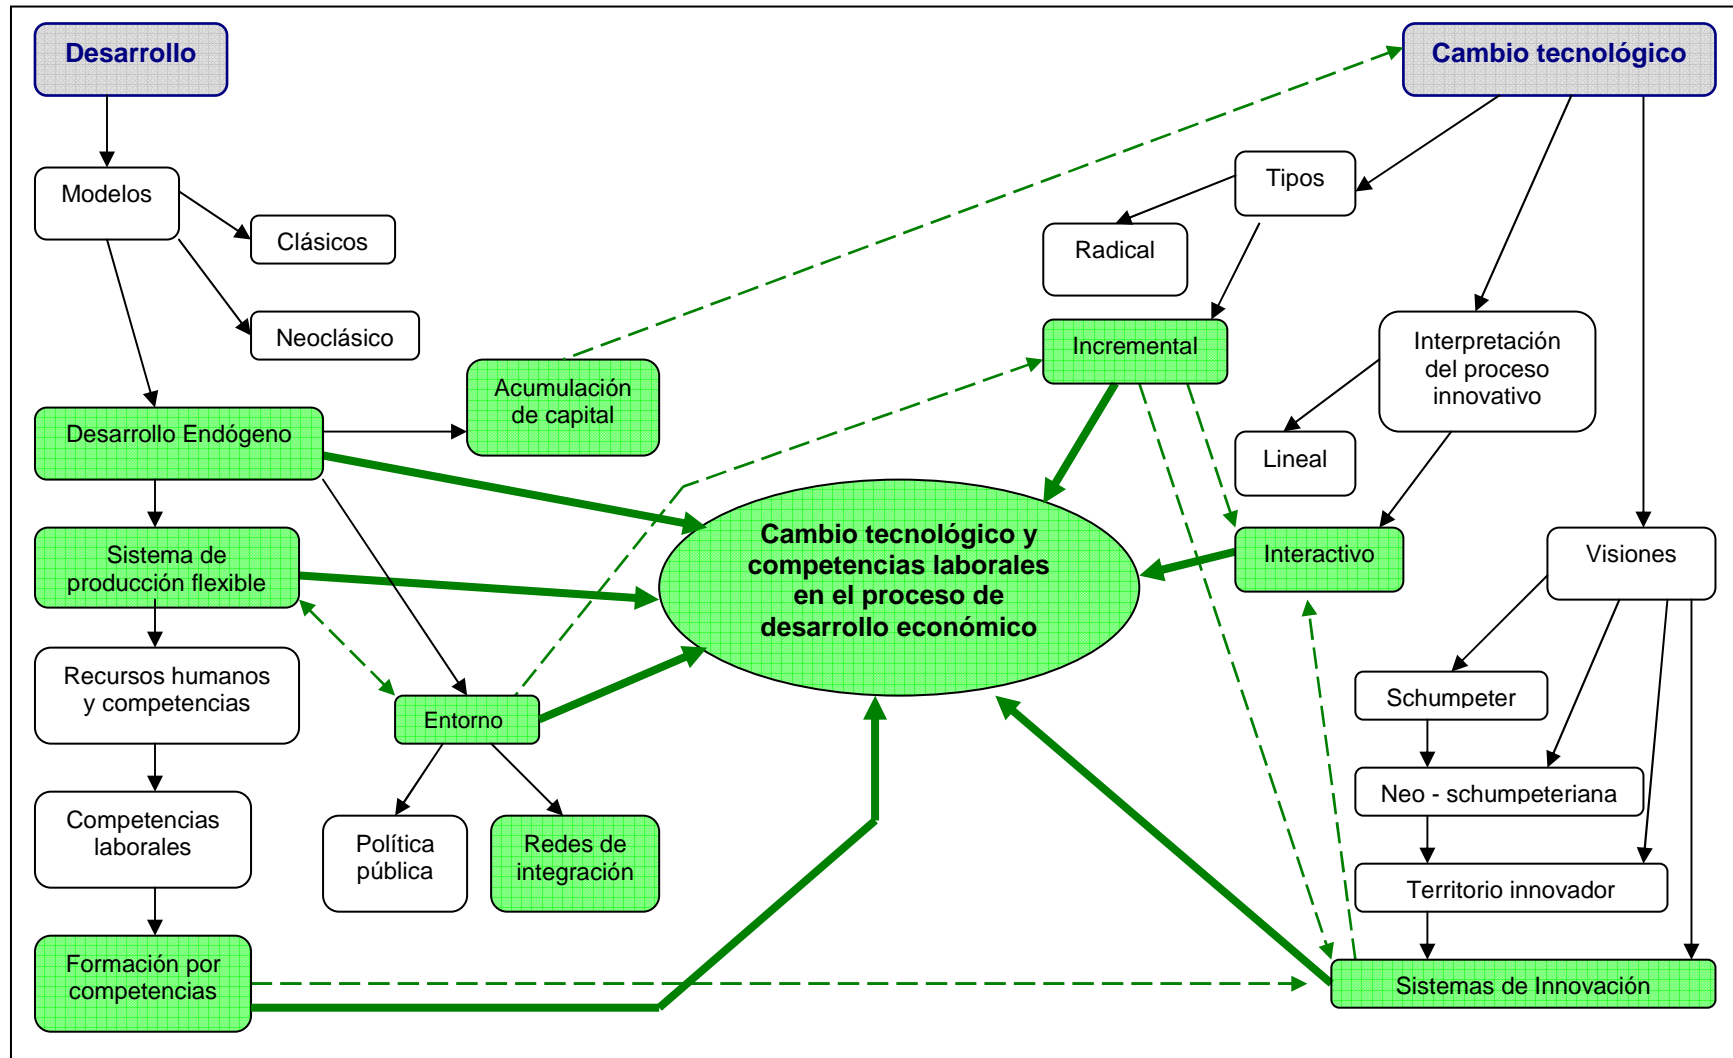 Desarrollo
Cambio tecnológico
Modelos
Clásicos
Neoclásico
Tipos
Radical
Incremental
Interpretación
del proceso
innovativo
Acumulación
de capital
Desarrollo Endógeno
Lineal
Sistema de
producción flexible
Cambio tecnológico y
competencias laborales
en el proceso de
desarrollo económico
Interactivo
Visiones
Recursos humanos
y competencias
Entorno
Schumpeter
Neo - schumpeteriana
Competencias
laborales
Política
pública
Redes de
integración
Territorio innovador
Formación por
competencias
Sistemas de Innovación